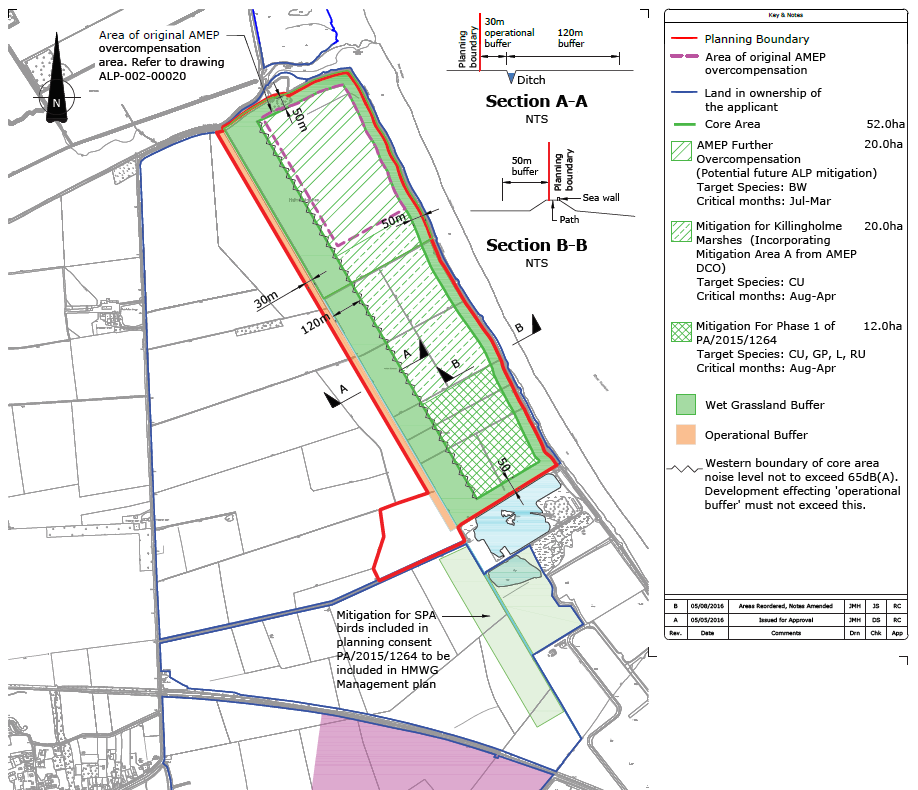 Area of original AMEP
overcompensation
area. Refer to drawing
ALP-002-00020
N
50m
50m
30m
120m
A
A
B
B
50
Planning
boundary
30m
operational
buffer
120m
buffer
Ditch
Section A-A
NTS
50m
buffer
Planning
boundary
Sea wall
Path
Section B-B
NTS
Mitigation for SPA
birds included in
planning consent
PA/2015/1264 to be
included in HMWG
Management plan
Key & Notes
Planning Boundary
Area of original AMEP
overcompensation
Land in ownership of
the applicant
Core Area 52.0ha
AMEP Further 20.0ha
Overcompensation
(Potential future ALP mitigation)
Target Species: BW
Critical months: Jul-Mar
Mitigation for Killingholme 20.0ha
Marshes (Incorporating
Mitigation Area A from AMEP
DCO)
Target Species: CU
Critical months: Aug-Apr
Mitigation For Phase 1 of 12.0ha
PA/2015/1264
Target Species: CU, GP, L, RU
Critical months: Aug-Apr
Wet Grassland Buffer
Operational Buffer
Western boundary of core area
noise level not to exceed 65dB(A).
Development effecting 'operational
buffer' must not exceed this.
B 05/08/2016 Areas Reordered, Notes Amended JMH JS RC
A 05/05/2016 Issued for Approval JMH DS RC
Rev. Date Comments Drn Chk App